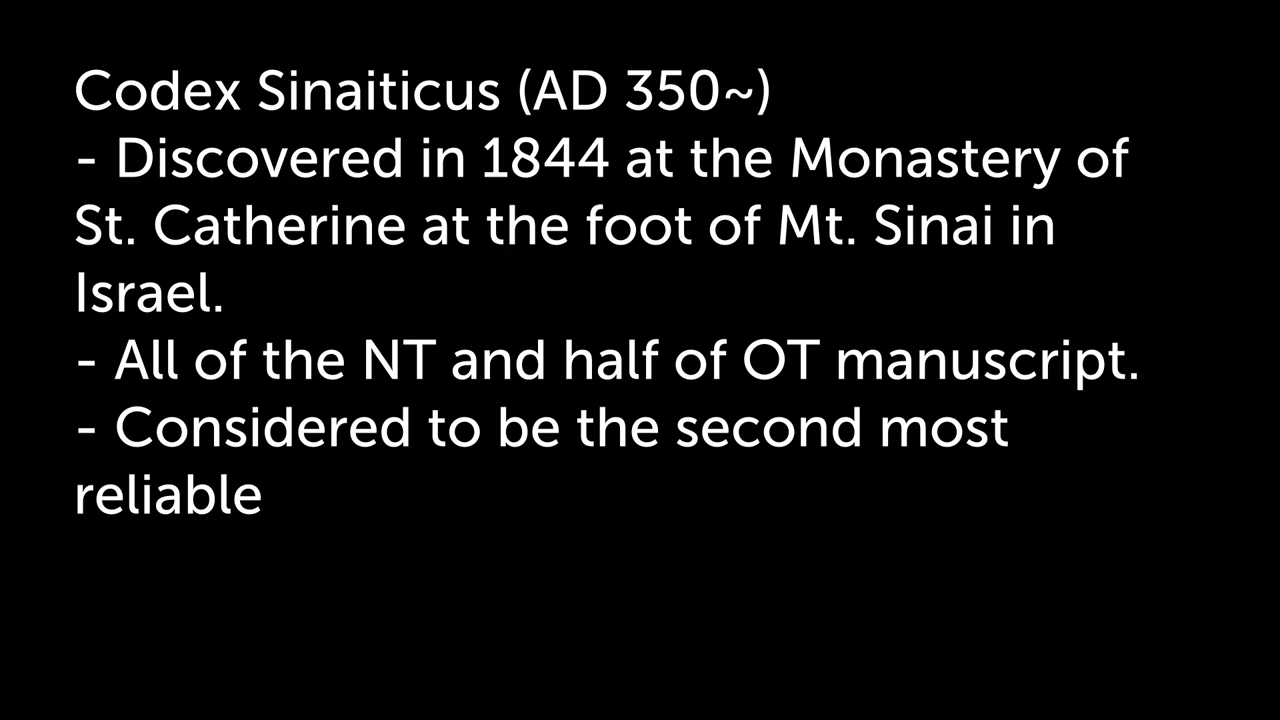 Codex Sinaiticus (AD 350~)
- Discovered in 1844 at the Monastery of
St. Catherine at the foot of Mt. Sinai in
Israel.
- All of the NT and half of OT manuscript.
- Considered to be the second most
reliable